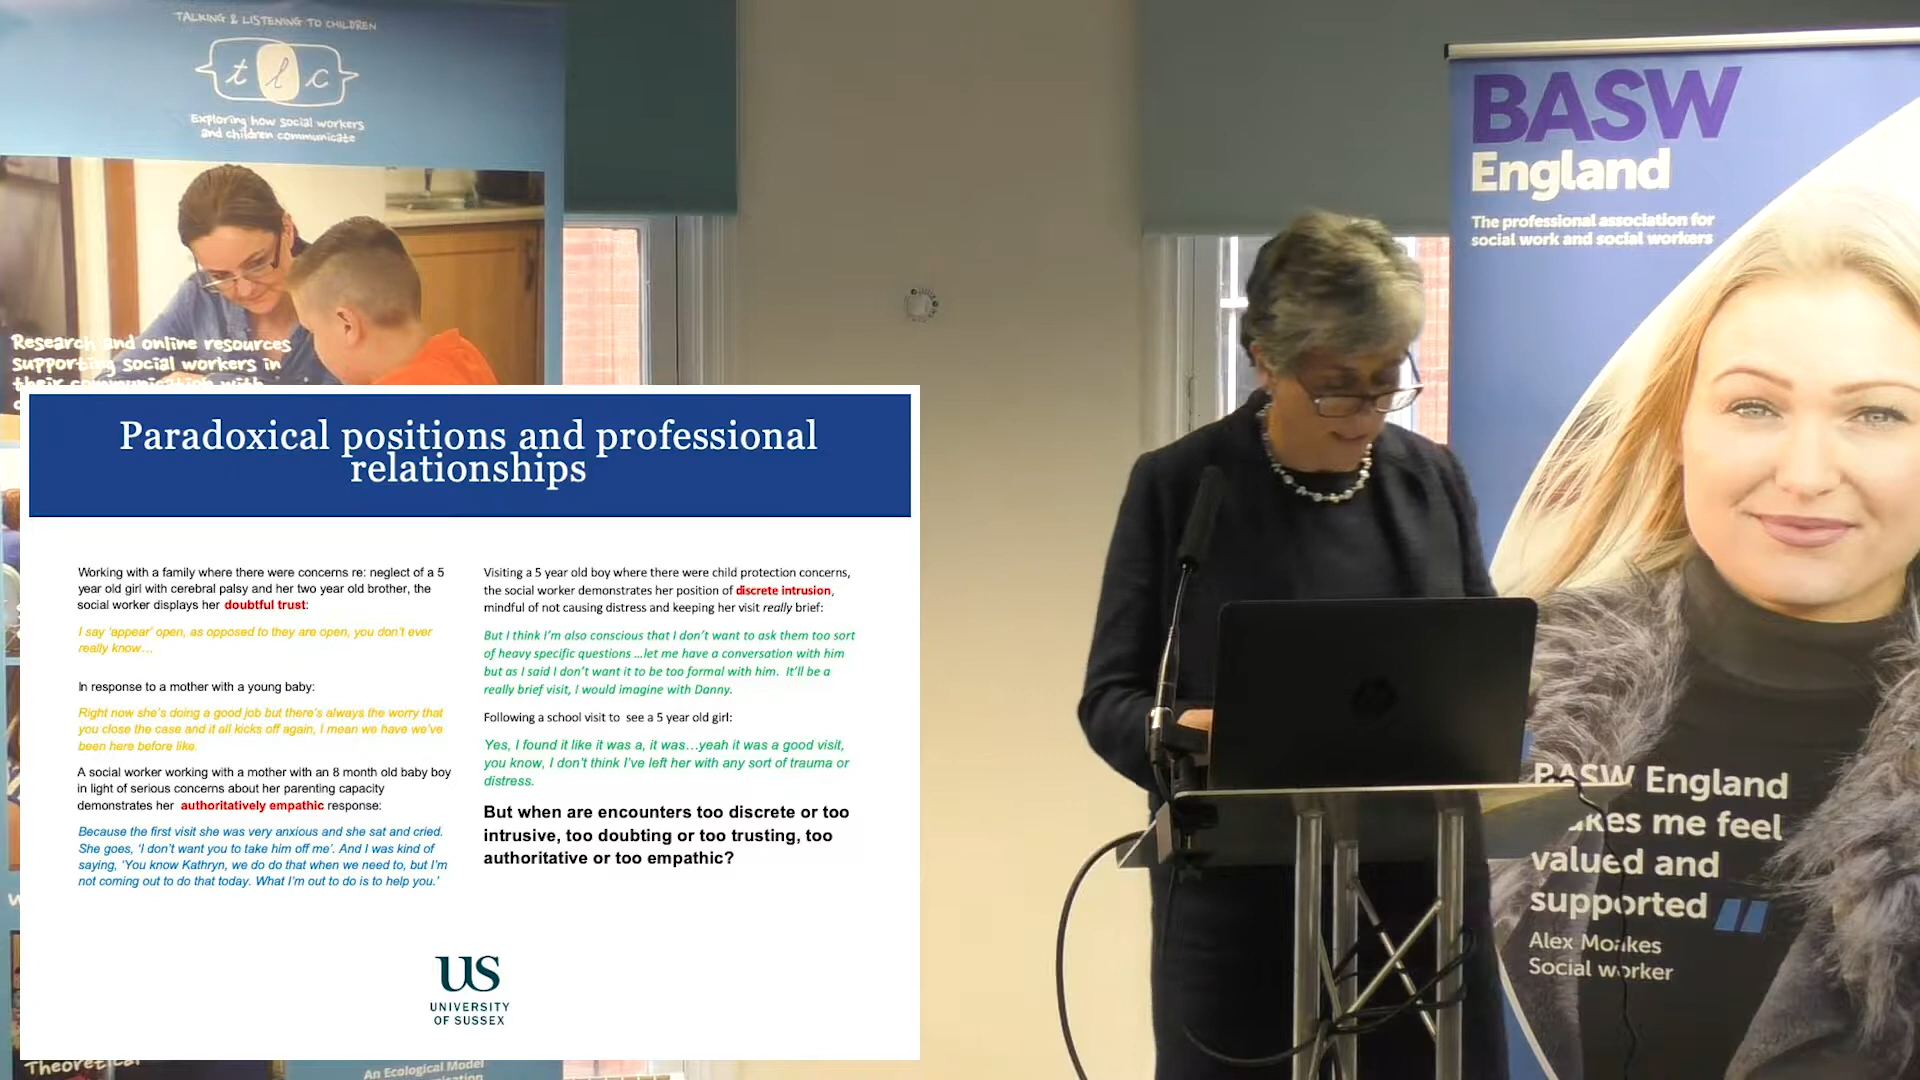 TALKING & LISTENING TO CHILDREN
t l c
Exploring how social workers
and children communicate
Research and online resources
supporting social workers in
their communication with
Paradoxical positions and professional
relationships
Working with a family where there were concerns re: neglect of a 5
year old girl with cerebral palsy and her two year old brother, the
social worker displays her doubtful trust:
I say ‘appear’ open, as opposed to they are open, you don’t ever
really know…
In response to a mother with a young baby:
Right now she’s doing a good job but there’s always the worry that
you close the case and it all kicks off again, I mean we have we’ve
been here before like.
A social worker working with a mother with an 8 month old baby boy
in light of serious concerns about her parenting capacity
demonstrates her authoritatively empathic response:
Because the first visit she was very anxious and she sat and cried.
She goes, ‘I don’t want you to take him off me’. And I was kind of
saying, ‘You know Kathryn, we do do that when we need to, but I’m
not coming out to do that today. What I’m out to do is to help you.’
Visiting a 5 year old boy where there were child protection concerns,
the social worker demonstrates her position of discrete intrusion,
mindful of not causing distress and keeping her visit really brief:
But I think I’m also conscious that I don’t want to ask them too sort
of heavy specific questions …let me have a conversation with him
but as I said I don’t want it to be too formal with him. It’ll be a
really brief visit, I would imagine with Danny.
Following a school visit to see a 5 year old girl:
Yes, I found it like it was a, it was…yeah it was a good visit,
you know, I don’t think I’ve left her with any sort of trauma or
distress.
But when are encounters too discrete or too
intrusive, too doubting or too trusting, too
authoritative or too empathic?
US
UNIVERSITY
OF SUSSEX
Theoretical
An Ecological Model
BASW
England
The professional association for
social work and social workers
BASW England
makes me feel
valued and
supported
Alex Moakes
Social worker